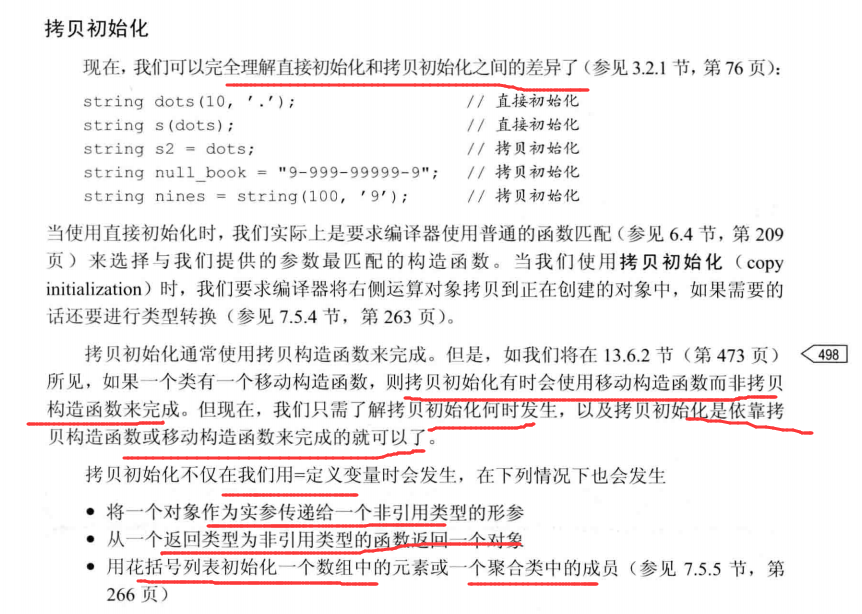 拷贝初始化
现在，我们可以完全理解直接初始化和拷贝初始化之间的差异了（参见 3.2.1 节，第 76 页）：
string dots(10, '.'); // 直接初始化
string s(dots); // 直接初始化
string s2 = dots; // 拷贝初始化
string null_book = "9-999-99999-9"; // 拷贝初始化
string nines = string(100, '9'); // 拷贝初始化
当使用直接初始化时，我们实际上是要求编译器使用普通的函数匹配（参见 6.4 节，第 209
页）来选择与我们提供的参数最匹配的构造函数。当我们使用拷贝初始化（copy
initialization）时，我们要求编译器将右侧运算对象拷贝到正在创建的对象中，如果需要的
话还要进行类型转换（参见 7.5.4 节，第 263 页）。
拷贝初始化通常使用拷贝构造函数来完成。但是，如我们将在 13.6.2 节（第 473 页） 498
所见，如果一个类有一个移动构造函数，则拷贝初始化有时会使用移动构造函数而非拷贝
构造函数来完成。但现在，我们只需了解拷贝初始化何时发生，以及拷贝初始化是依靠拷
贝构造函数或移动构造函数来完成的就可以了。
拷贝初始化不仅在我们用=定义变量时会发生，在下列情况下也会发生
● 将一个对象作为实参传递给一个非引用类型的形参
● 从一个返回类型为非引用类型的函数返回一个对象
● 用花括号列表初始化一个数组中的元素或一个聚合类中的成员（参见 7.5.5 节，第
266 页）